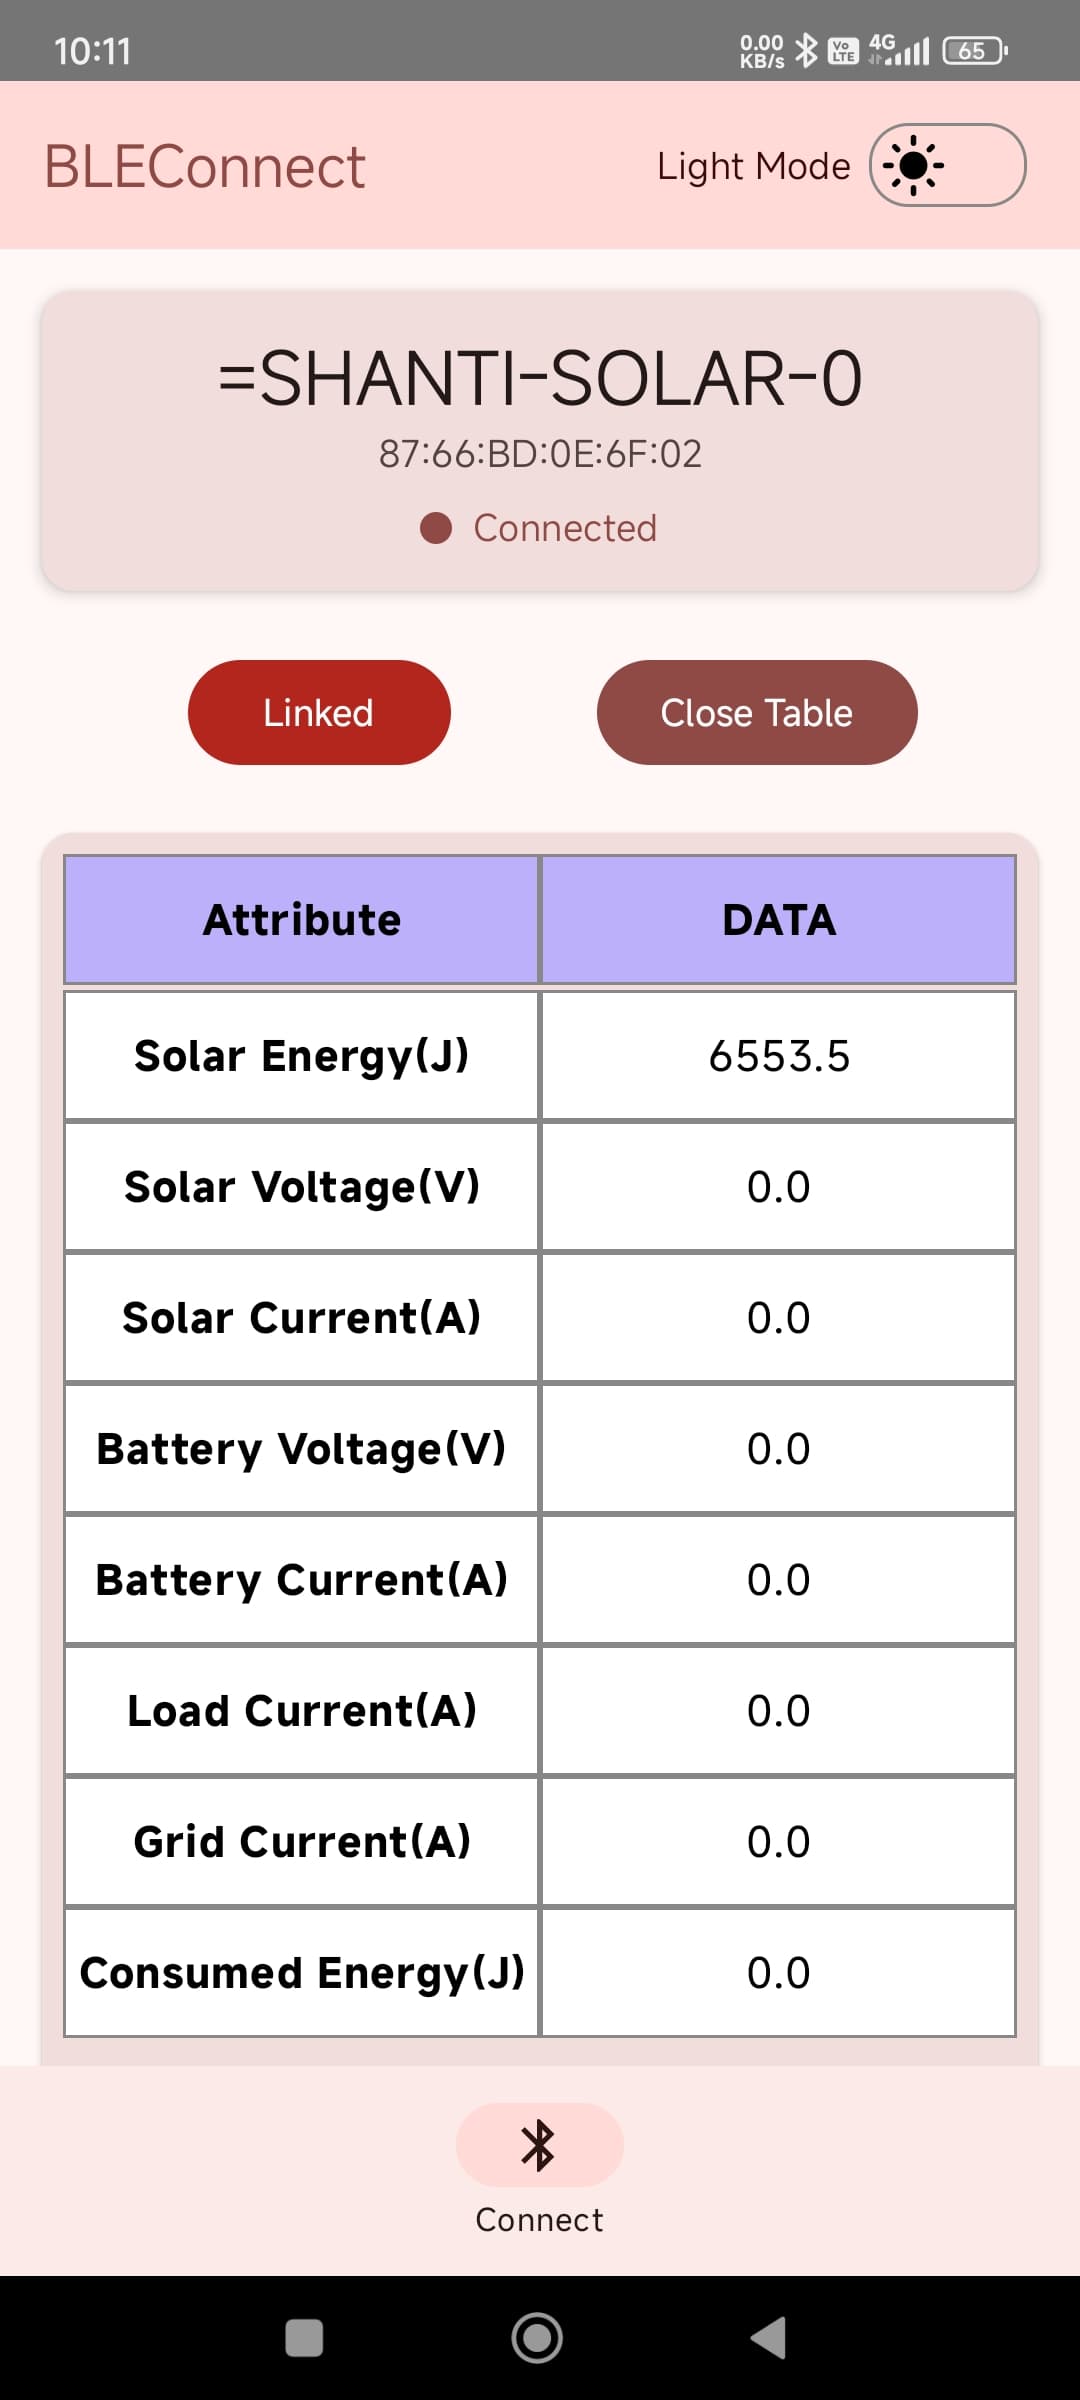 10:11
0.00 KB/s Vo LTE 4G 65
BLEConnect
Light Mode
=SHANTI-SOLAR-0
87:66:BD:0E:6F:02
Connected
Linked Close Table
Attribute DATA
Solar Energy(J) 6553.5
Solar Voltage(V) 0.0
Solar Current(A) 0.0
Battery Voltage(V) 0.0
Battery Current(A) 0.0
Load Current(A) 0.0
Grid Current(A) 0.0
Consumed Energy(J) 0.0
Connect